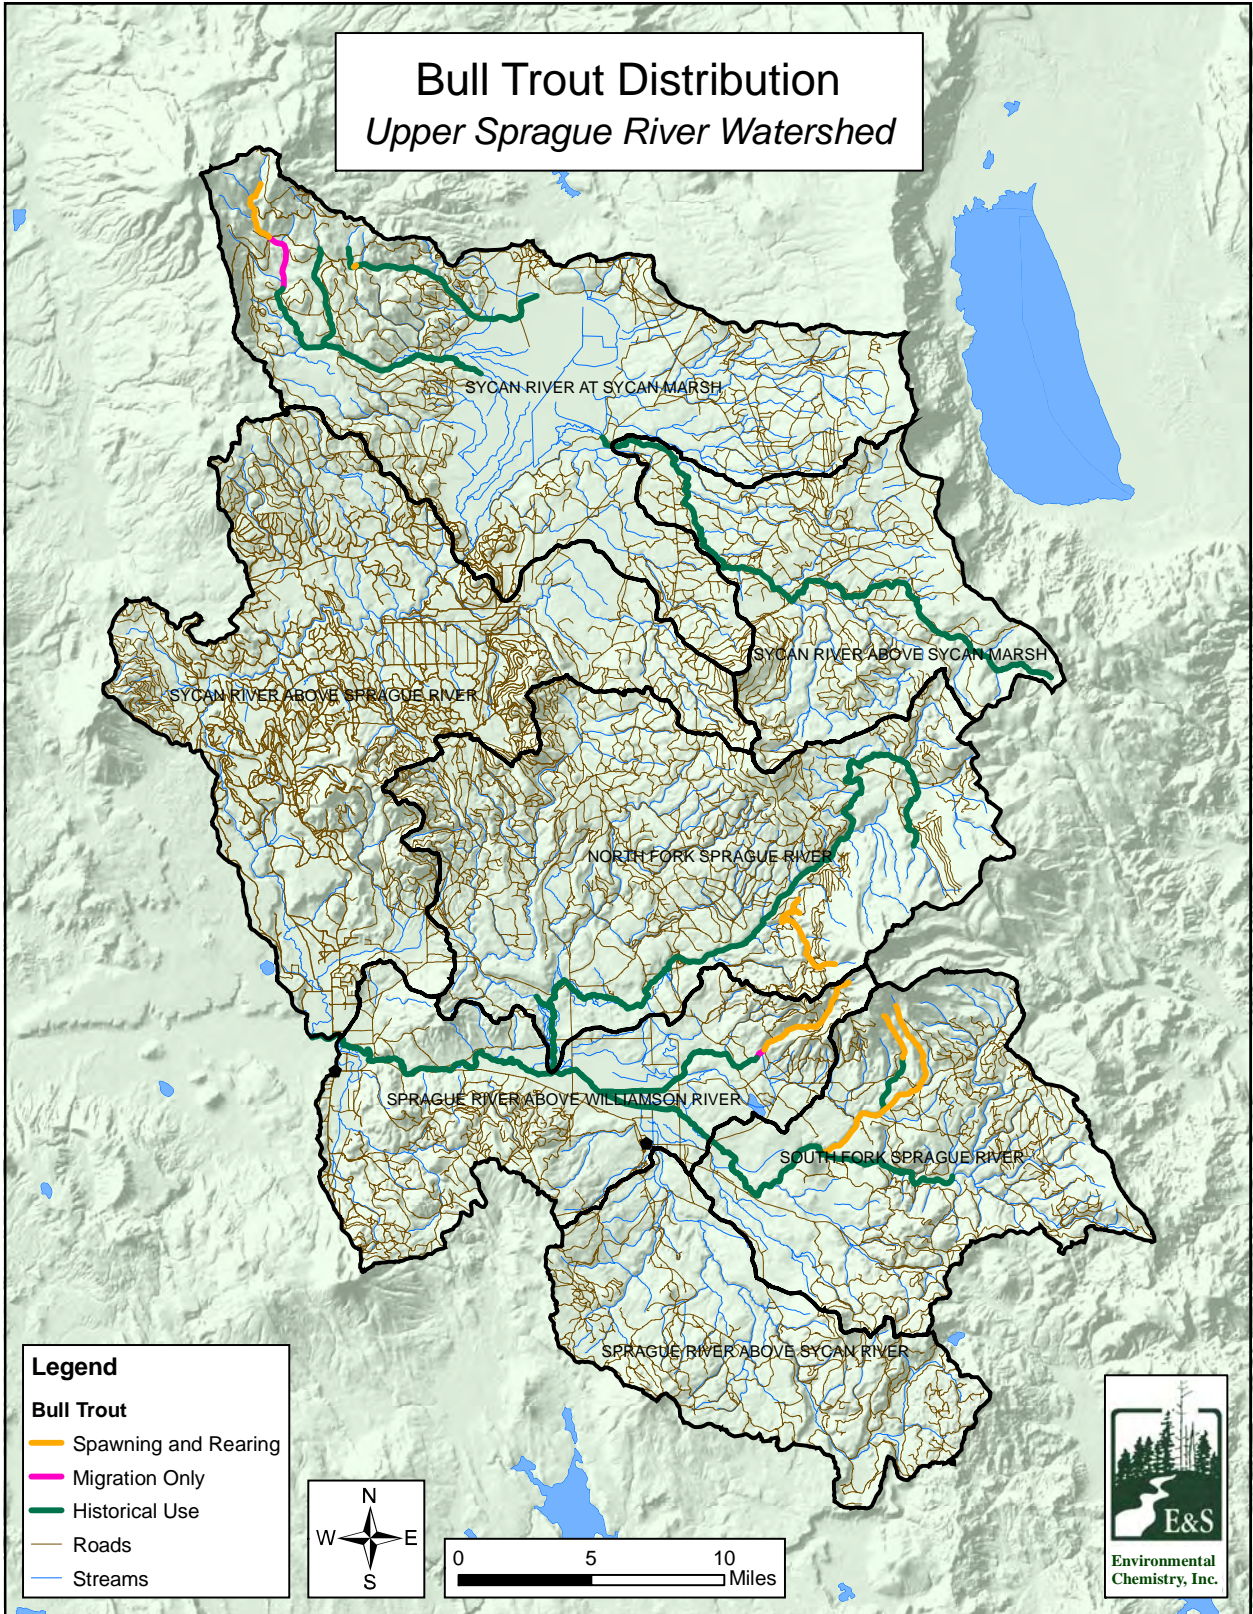 Bull Trout Distribution
Upper Sprague River Watershed
SYCAN RIVER AT SYCAN MARSH
SYCAN RIVER ABOVE SYCAN MARSH
SYCAN RIVER ABOVE SPRAGUE RIVER
NORTH FORK SPRAGUE RIVER
SPRAGUE RIVER ABOVE WILLIAMSON RIVER
SOUTH FORK SPRAGUE RIVER
SPRAGUE RIVER ABOVE SYCAN RIVER
Legend
Bull Trout
Spawning and Rearing
Migration Only
Historical Use
Roads
Streams
N
W E
S
0 5 10
Miles
E&S
Environmental
Chemistry, Inc.